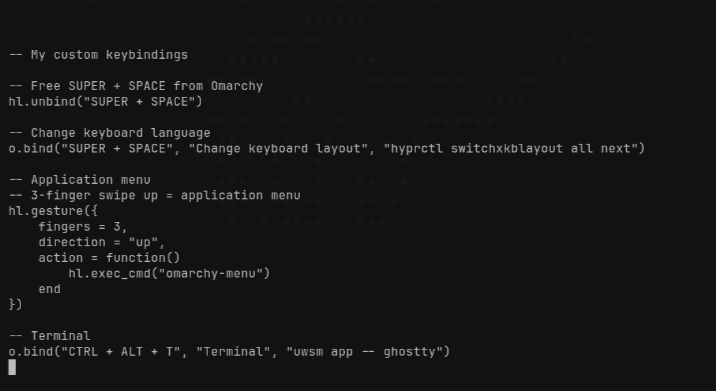 -- My custom keybindings
-- Free SUPER + SPACE from Omarchy
hl.unbind("SUPER + SPACE")
-- Change keyboard language
o.bind("SUPER + SPACE", "Change keyboard layout", "hyprctl switchxkblayout all next")
-- Application menu
-- 3-finger swipe up = application menu
hl.gesture({
    fingers = 3,
    direction = "up",
    action = function()
        hl.exec_cmd("omarchy-menu")
    end
})
-- Terminal
o.bind("CTRL + ALT + T", "Terminal", "uwsm app -- ghostty")